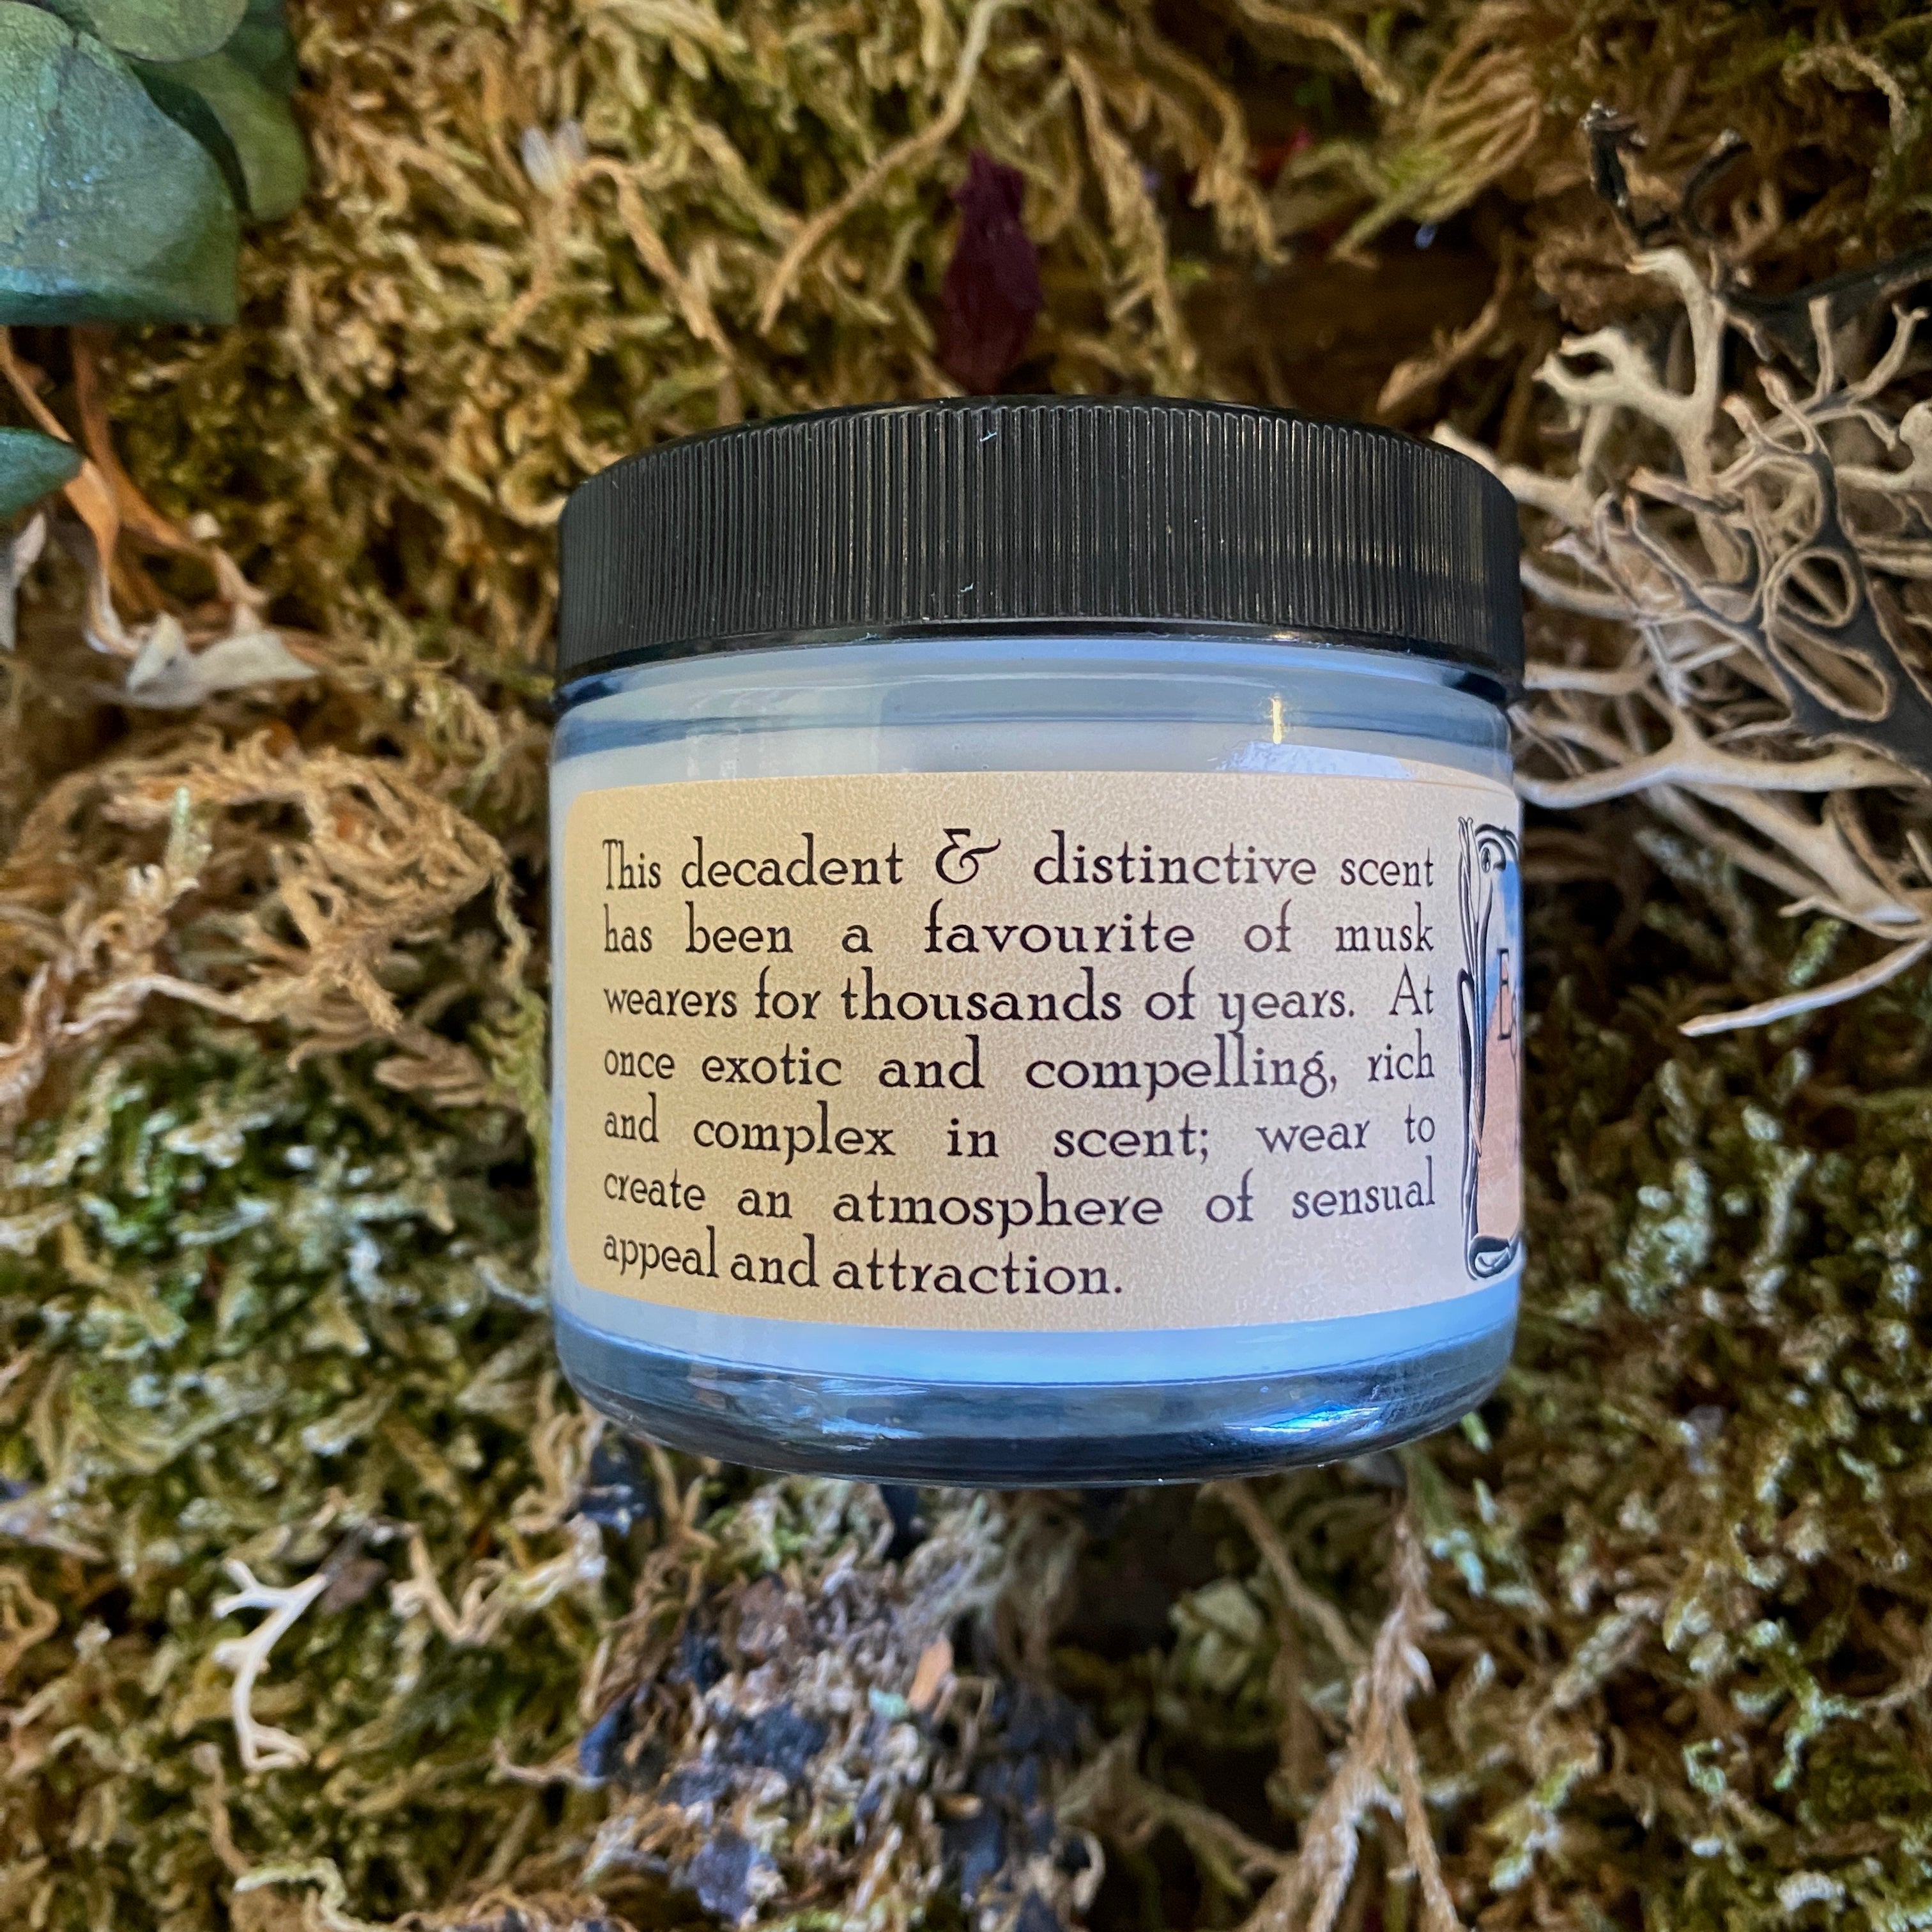 This decadent & distinctive scent
has been a favourite of musk
wearers for thousands of years. At
once exotic and compelling, rich
and complex in scent; wear to
create an atmosphere of sensual
appeal and attraction.